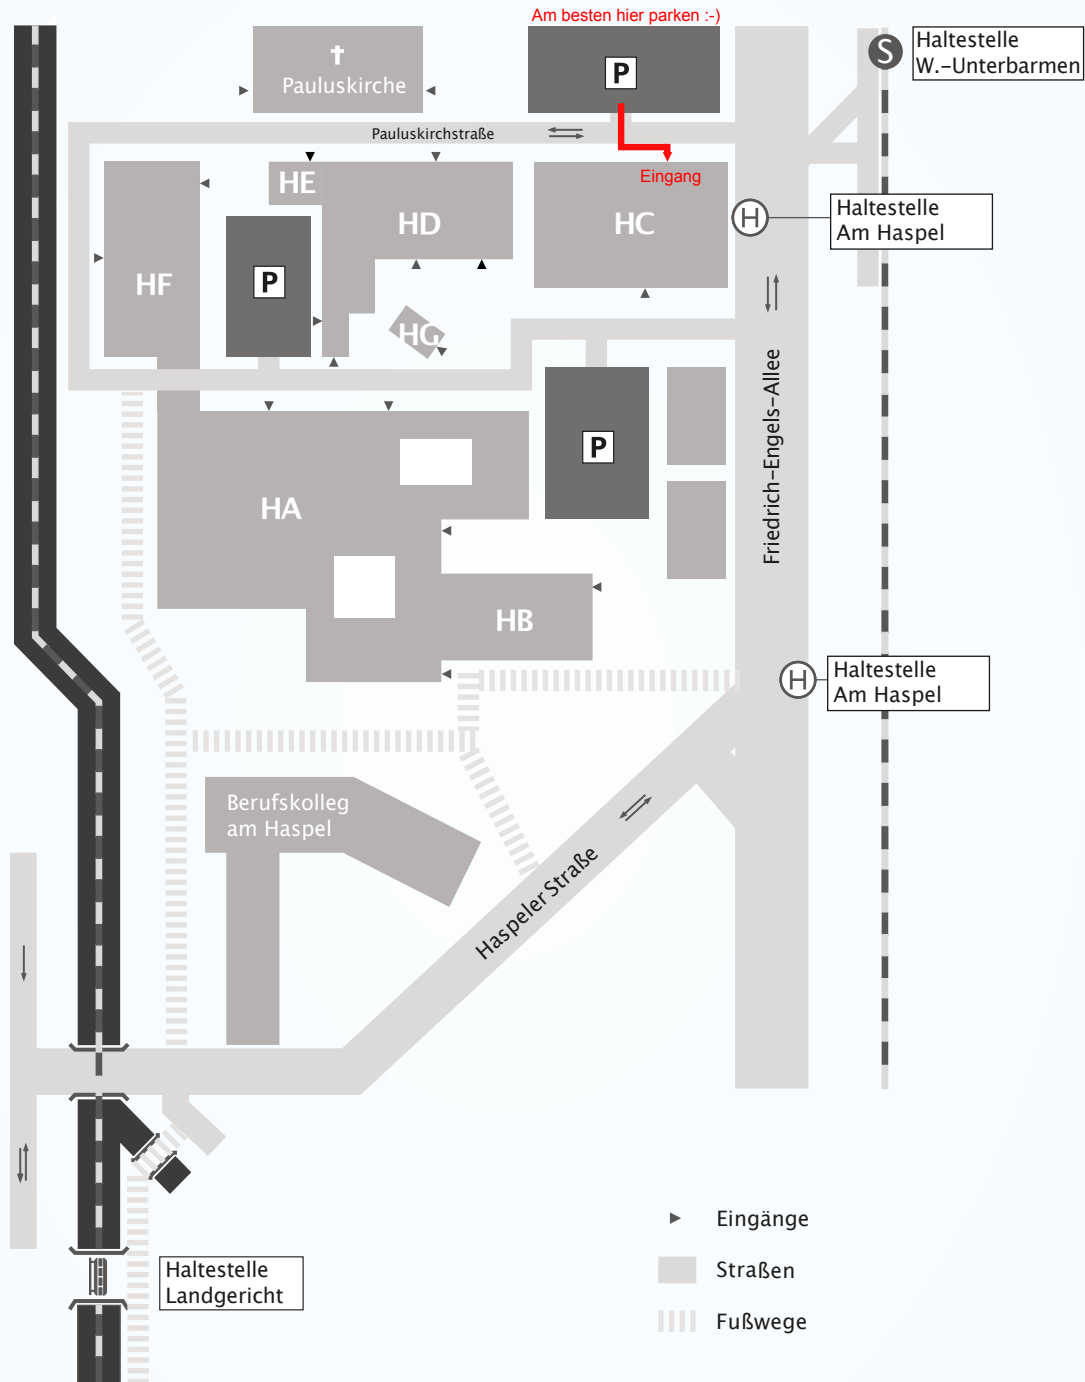 Am besten hier parken :-)
Haltestelle
W.-Unterbarmen
S
P
Pauluskirche
Pauluskirchstraße
Eingang
HE
HD
HC
H
Haltestelle
Am Haspel
HF
P
HG
Friedrich-Engels-Allee
P
HA
HB
H
Haltestelle
Am Haspel
Berufskolleg
am Haspel
Haspeler Straße
Eingänge
Straßen
Fußwege
Haltestelle
Landgericht